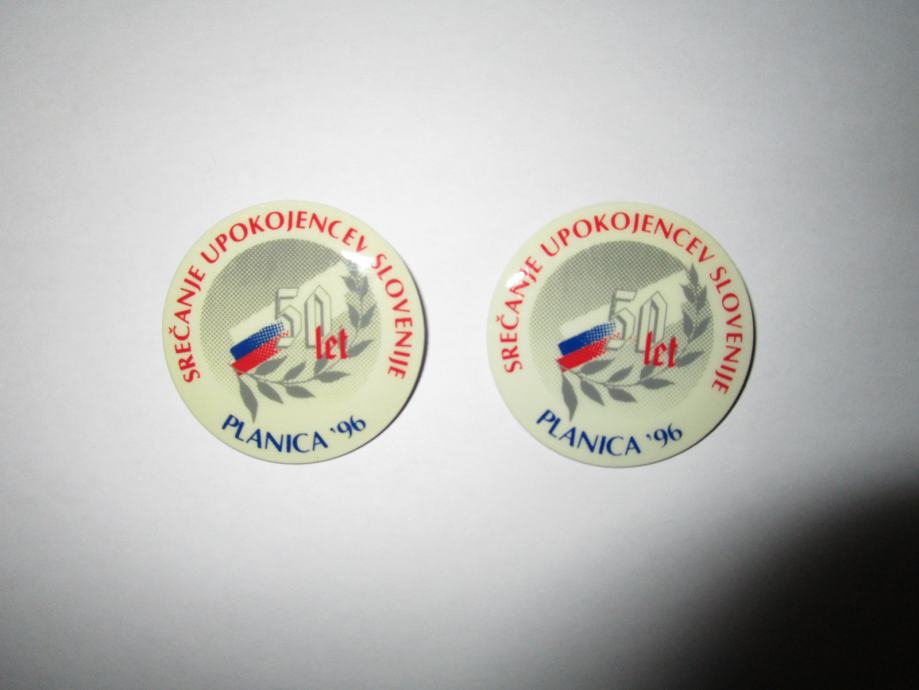 SREČANJE UPOKOJENCEV SLOVENIJE
50
let
PLANICA '96
SREČANJE UPOKOJENCEV SLOVENIJE
50
let
PLANICA '96